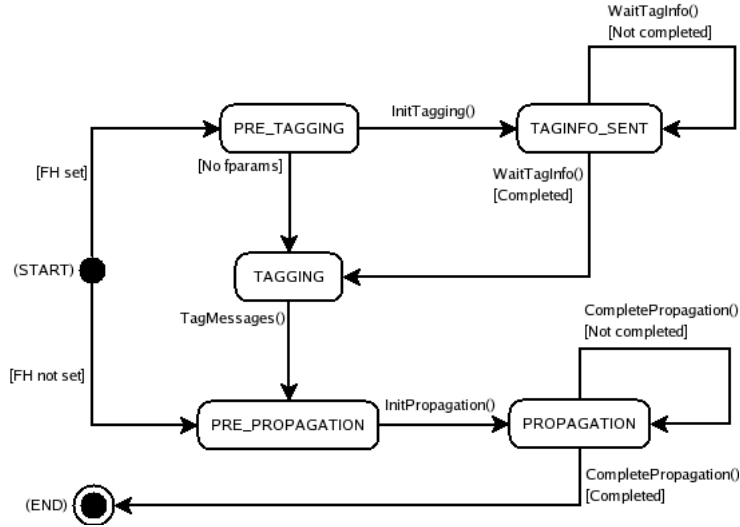 WaitTagInfo()
[Not completed]
PRE_TAGGING
InitTagging()
TAGINFO_SENT
[FH set]
[No fparams]
WaitTagInfo()
[Completed]
(START)
TAGGING
TagMessages()
CompletePropagation()
[Not completed]
[FH not set]
PRE_PROPAGATION
InitPropagation()
PROPAGATION
CompletePropagation()
[Completed]
(END)